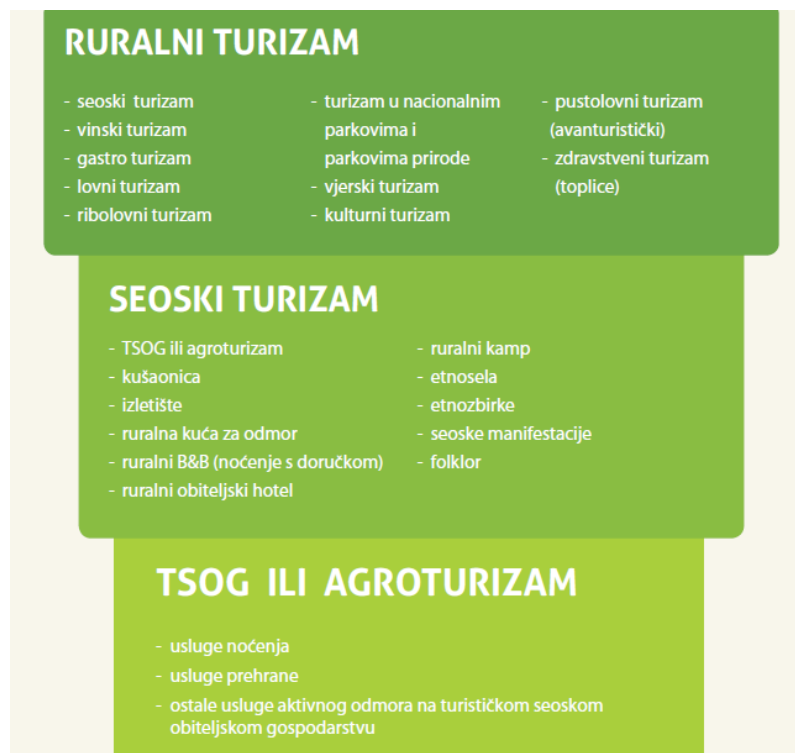 RURALNI TURIZAM
- seoski turizam
- vinski turizam
- gastro turizam
- lovni turizam
- ribolovni turizam
- turizam u nacionalnim
parkovima i
parkovima prirode
- vjerski turizam
- kulturni turizam
- pustolovni turizam
(avanturistički)
- zdravstveni turizam
(toplice)
SEOSKI TURIZAM
- TSOG ili agroturizam
- kušaonica
- izletište
- ruralna kuća za odmor
- ruralni B&B (noćenje s doručkom)
- ruralni obiteljski hotel
- ruralni kamp
- etnosela
- etnozbirke
- seoske manifestacije
- folklor
TSOG ILI AGROTURIZAM
- usluge noćenja
- usluge prehrane
- ostale usluge aktivnog odmora na turističkom seoskom
obiteljskom gospodarstvu